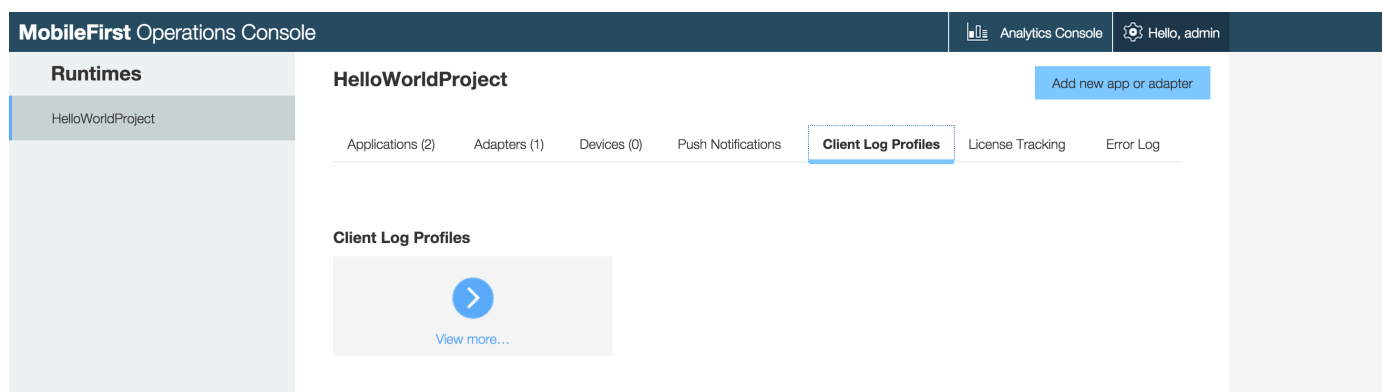 MobileFirst Operations Console
Analytics Console
Hello, admin
Runtimes
HelloWorldProject
HelloWorldProject
Add new app or adapter
Applications (2) Adapters (1) Devices (0) Push Notifications Client Log Profiles License Tracking Error Log
Client Log Profiles
View more...